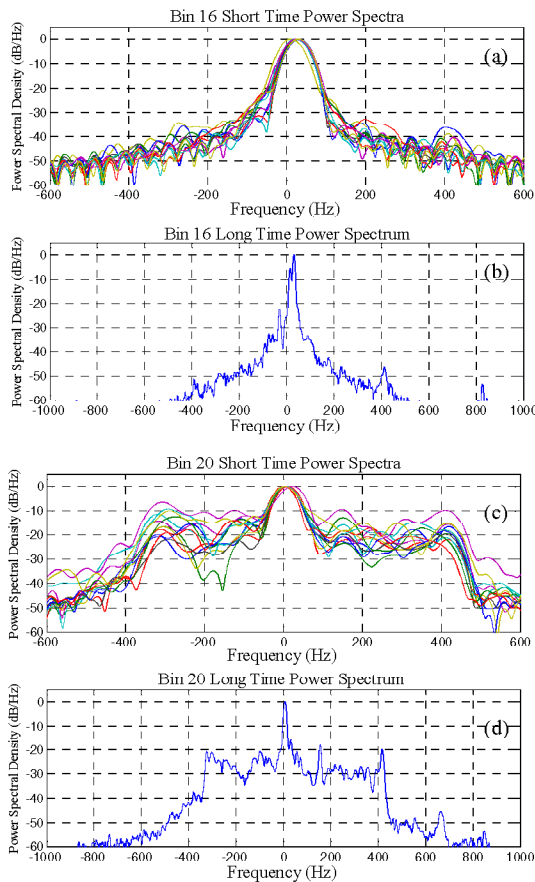 Bin 16 Short Time Power Spectra
Power Spectral Density (dB/Hz)
0
-10
-20
-30
-40
-50
-60
(a)
-600 -400 -200 0 200 400 600
Frequency (Hz)
Bin 16 Long Time Power Spectrum
Power Spectral Density (dB/Hz)
0
-10
-20
-30
-40
-50
-60
(b)
-1000 -800 -600 -400 -200 0 200 400 600 800 1000
Frequency (Hz)
Bin 20 Short Time Power Spectra
Power Spectral Density (dB/Hz)
0
-10
-20
-30
-40
-50
-60
(c)
-600 -400 -200 0 200 400 600
Frequency (Hz)
Bin 20 Long Time Power Spectrum
Power Spectral Density (dB/Hz)
0
-10
-20
-30
-40
-50
-60
(d)
-1000 -800 -600 -400 -200 0 200 400 600 800 1000
Frequency (Hz)